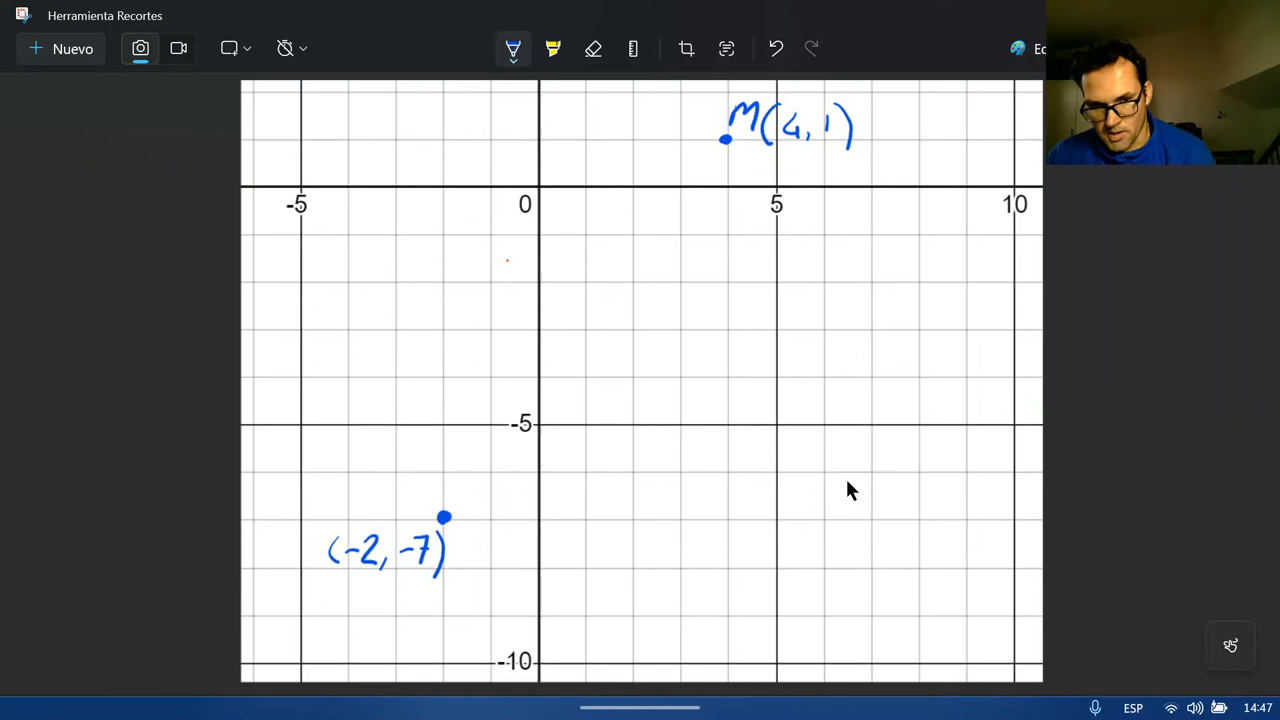 Herramienta Recortes
Nuevo
M(4, 1)
-5 0 5 10
-5
(-2, -7)
-10
ESP 14:47